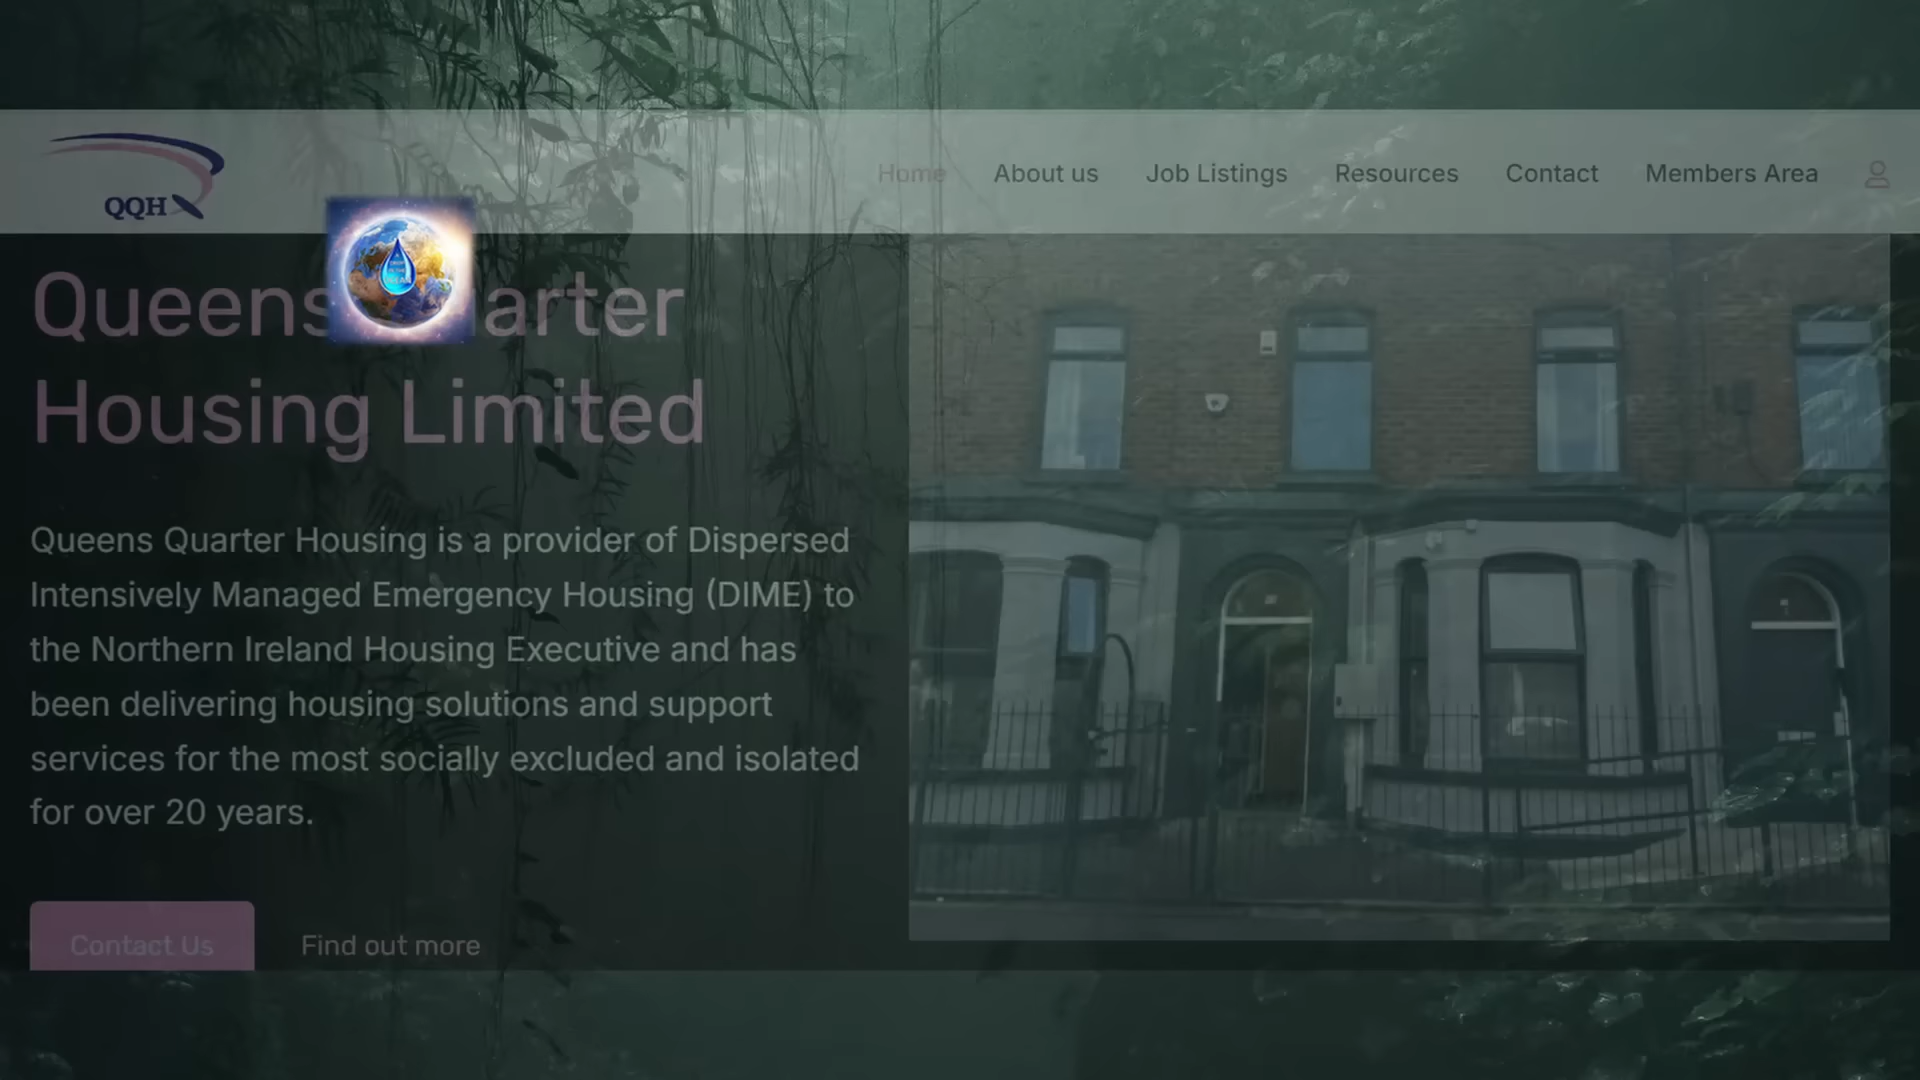 QQH
Home About us Job Listings Resources Contact Members Area
Queens arter
Housing Limited
Queens Quarter Housing is a provider of Dispersed
Intensively Managed Emergency Housing (DIME) to
the Northern Ireland Housing Executive and has
been delivering housing solutions and support
services for the most socially excluded and isolated
for over 20 years.
Contact Us Find out more